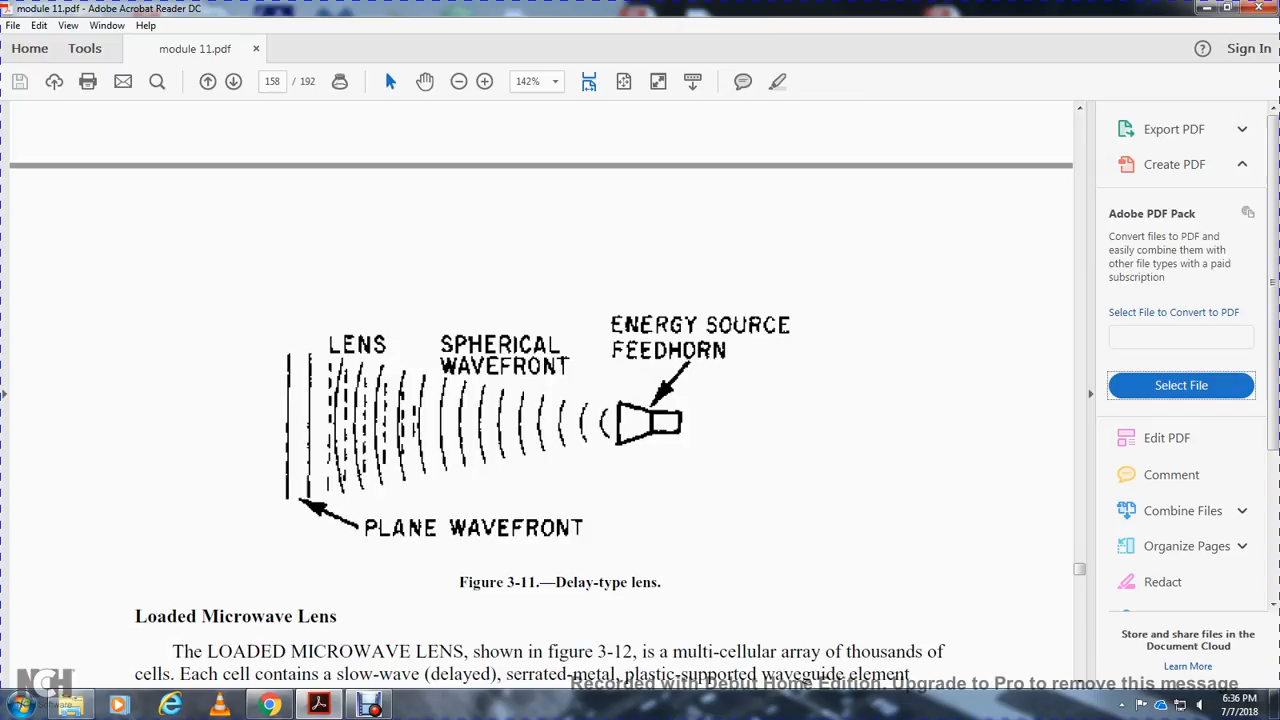 module 11.pdf - Adobe Acrobat Reader DC
File Edit View Window Help
Home Tools module 11.pdf × ? Sign In
158 / 192 142%
Export PDF
Create PDF
Adobe PDF Pack
Convert files to PDF and
easily combine them with
other file types with a paid
subscription
Select File to Convert to PDF
Select File
Edit PDF
Comment
Combine Files
Organize Pages
Redact
Store and share files in the
Document Cloud
Learn More
ENERGY SOURCE
FEEDHORN
LENS
SPHERICAL
WAVEFRONT
PLANE WAVEFRONT
Figure 3-11.—Delay-type lens.
Loaded Microwave Lens
The LOADED MICROWAVE LENS, shown in figure 3-12, is a multi-cellular array of thousands of
cells. Each cell contains a slow-wave (delayed), serrated-metal, plastic-supported waveguide element
Recorded with Debut Home Edition. Upgrade to Pro to remove this message
NCH
Software
6:36 PM
7/7/2018